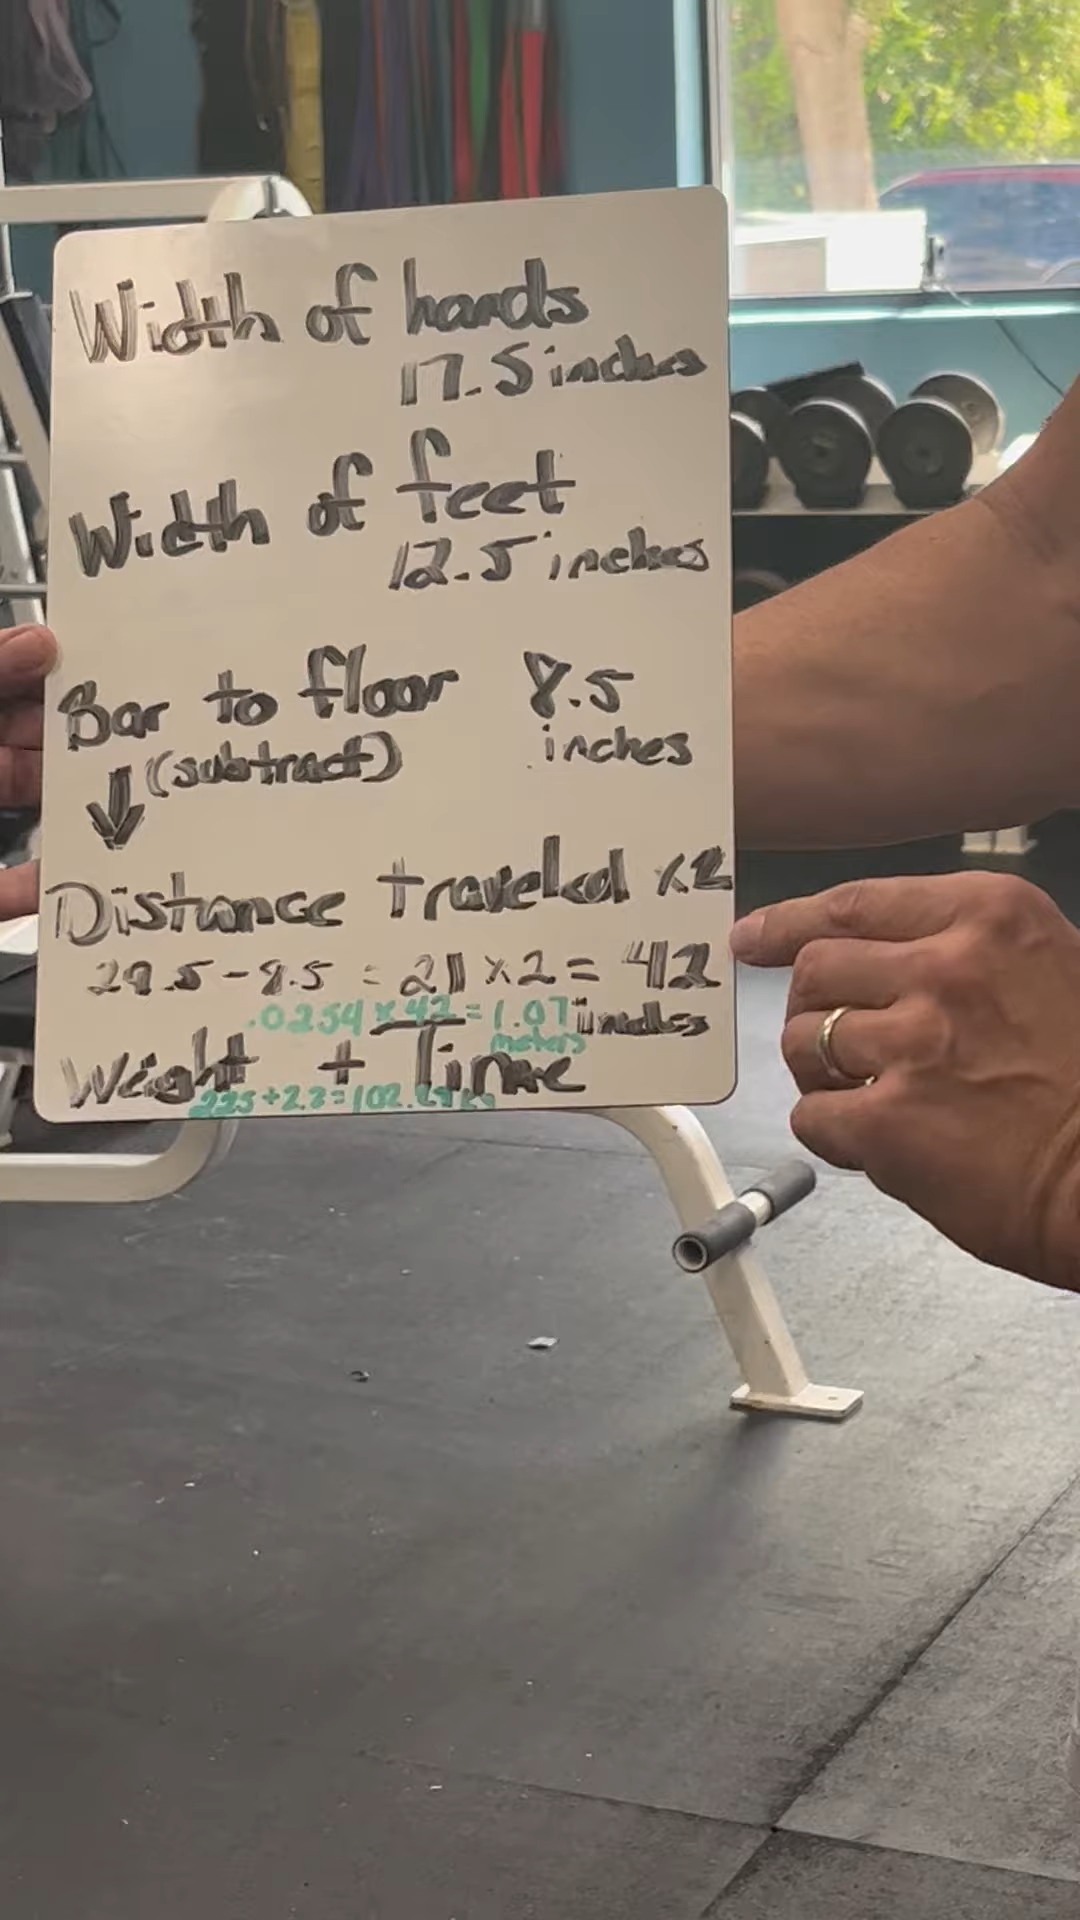 Width of hands
17.5 inches
Width of feet
12.5 inches
Bar to floor 8.5
(subtract) inches
Distance traveled x2
29.5 - 8.5 = 21 x 2 = 42
.0254 x 42 = 1.07 inches
meters
Weight + Time